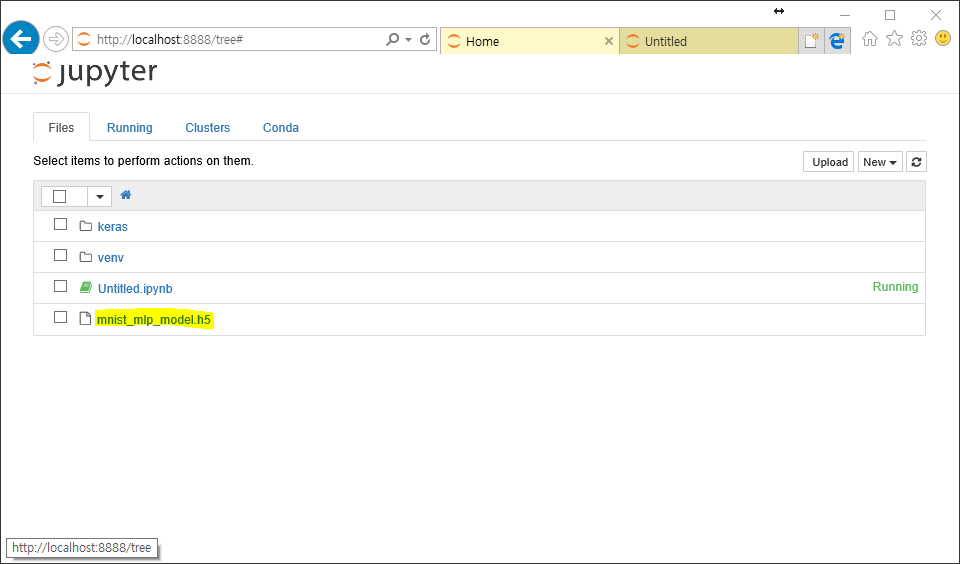 http://localhost:8888/tree#
Home
Untitled
jupyter
Files
Running
Clusters
Conda
Select items to perform actions on them.
Upload
New
keras
venv
Untitled.ipynb
Running
mnist_mlp_model.h5
http://localhost:8888/tree